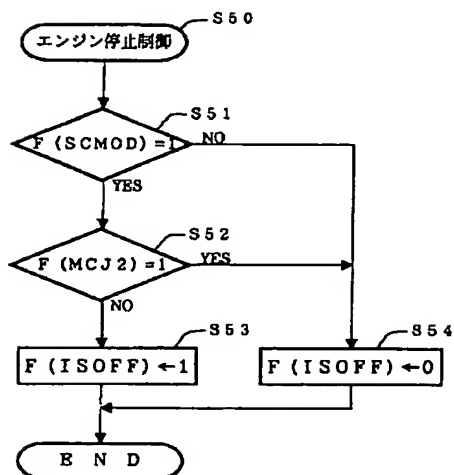 S50
エンジン停止制御
S51
F (SCMOD) =1
NO
YES
S52
F (MCJ2) =1
YES
NO
S53
F (ISOFF) ←1
S54
F (ISOFF) ←0
E N D